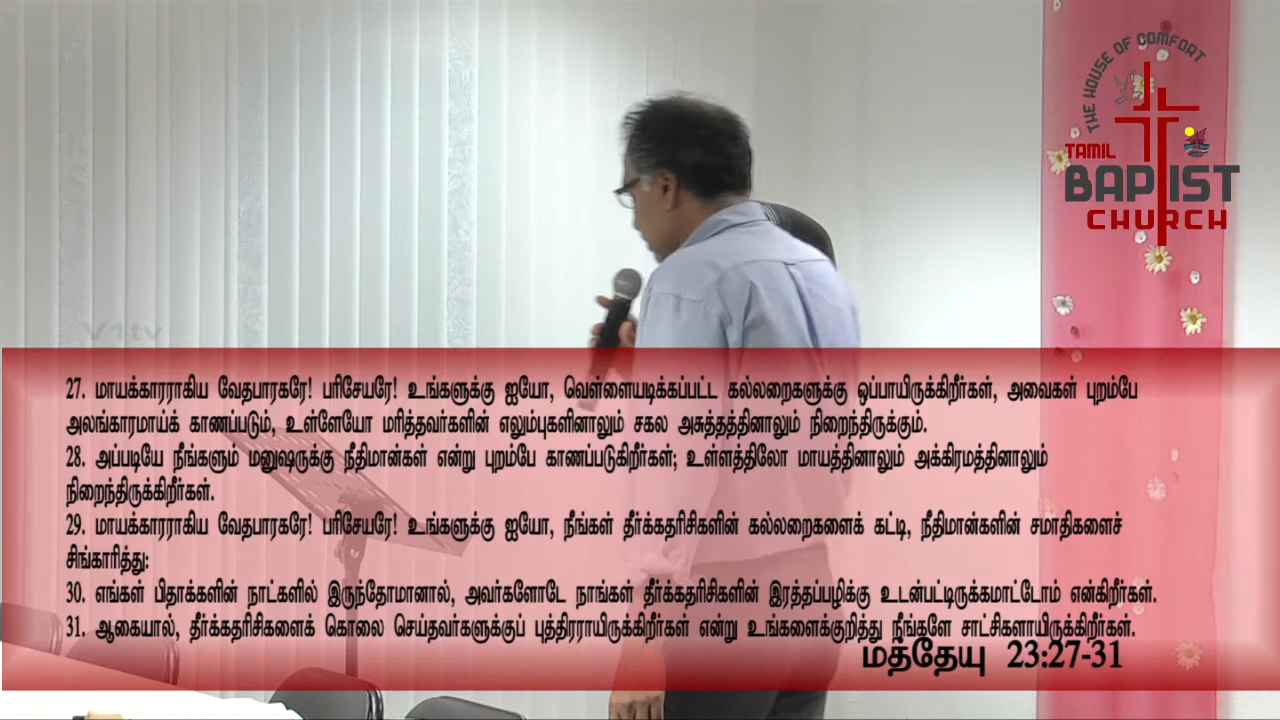 THE HOUSE OF COMFORT
TAMIL
BAPTIST
CHURCH
V1tv
27. மாயக்காரராகிய வேதபாரகரே! பரிசேயரே! உங்களுக்கு ஐயோ, வெள்ளையடிக்கப்பட்ட கல்லறைகளுக்கு ஒப்பாயிருக்கிறீர்கள், அவைகள் புறம்பே
அலங்காரமாய்க் காணப்படும், உள்ளேயோ மரித்தவர்களின் எலும்புகளினாலும் சகல அசுத்தத்தினாலும் நிறைந்திருக்கும்.
28. அப்படியே நீங்களும் மனுஷருக்கு நீதிமான்கள் என்று புறம்பே காணப்படுகிறீர்கள்; உள்ளத்திலோ மாயத்தினாலும் அக்கிரமத்தினாலும்
நிறைந்திருக்கிறீர்கள்.
29. மாயக்காரராகிய வேதபாரகரே! பரிசேயரே! உங்களுக்கு ஐயோ, நீங்கள் தீர்க்கதரிசிகளின் கல்லறைகளைக் கட்டி, நீதிமான்களின் சமாதிகளைச்
சிங்காரித்து:
30. எங்கள் பிதாக்களின் நாட்களில் இருந்தோமானால், அவர்களோடே நாங்கள் தீர்க்கதரிசிகளின் இரத்தப்பழிக்கு உடன்பட்டிருக்கமாட்டோம் என்கிறீர்கள்.
31. ஆகையால், தீர்க்கதரிசிகளைக் கொலை செய்தவர்களுக்குப் புத்திரராயிருக்கிறீர்கள் என்று உங்களைக்குறித்து நீங்களே சாட்சிகளாயிருக்கிறீர்கள்.
மத்தேயு 23:27-31